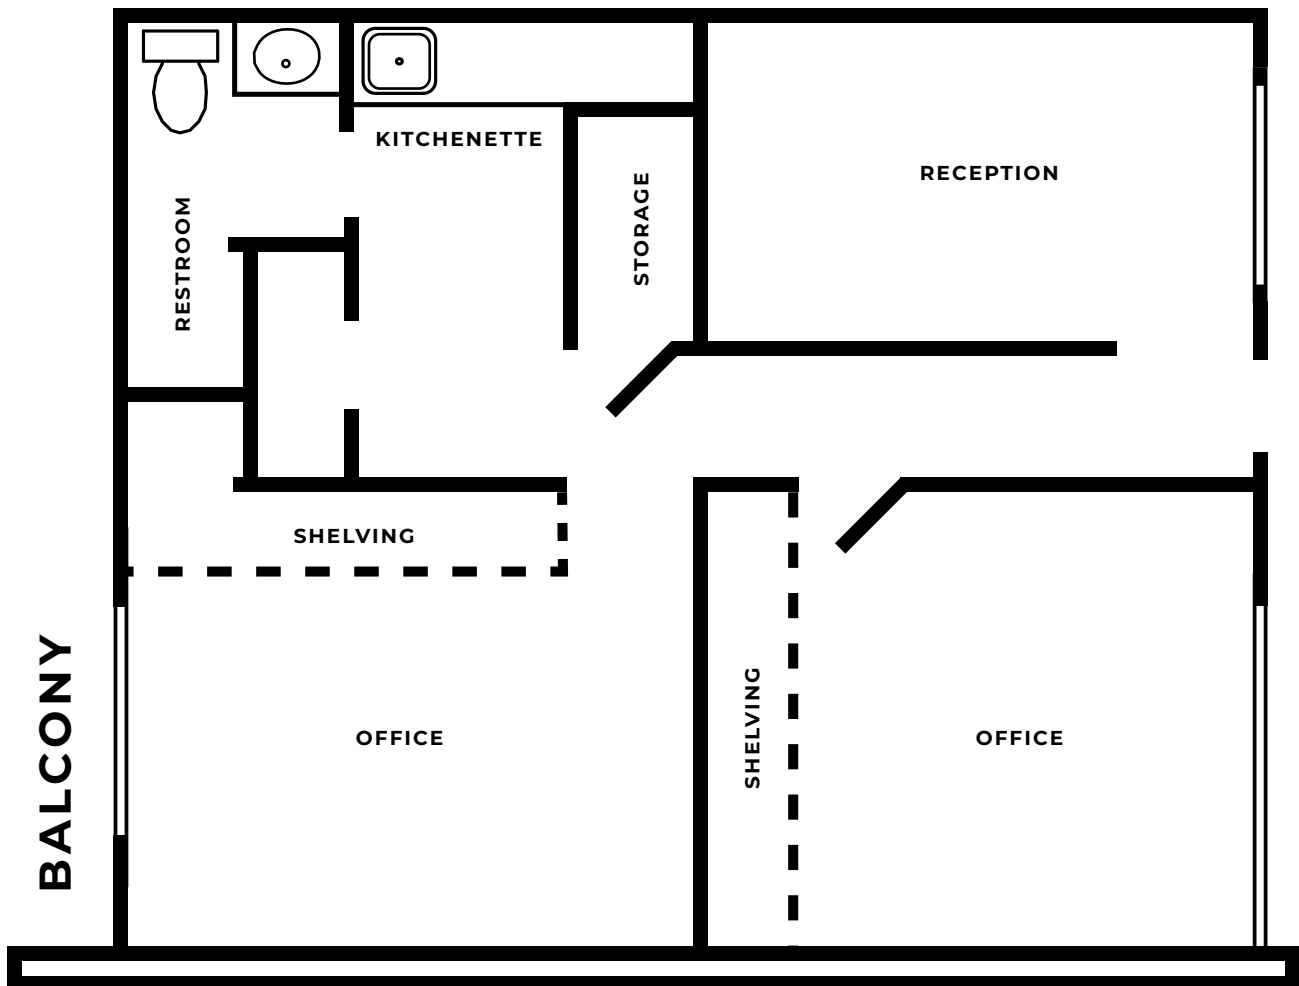 KITCHENETTE
RECEPTION
STORAGE
RESTROOM
SHELVING
BALCONY
OFFICE
SHELVING
OFFICE